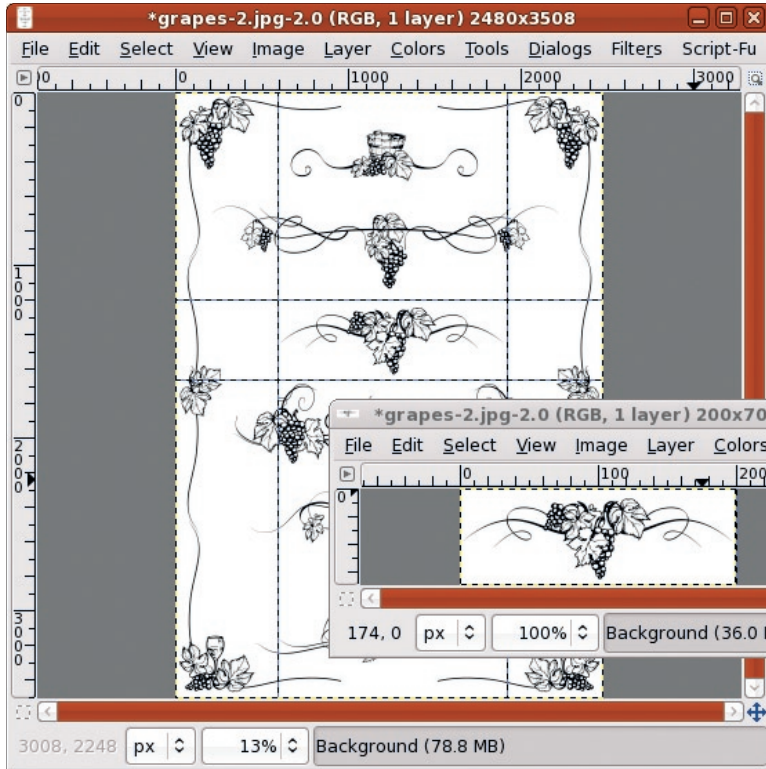 *grapes-2.jpg-2.0 (RGB, 1 layer) 2480x3508
File Edit Select View Image Layer Colors Tools Dialogs Filters Script-Fu
0 0 1000 2000 3000
0
1000
2000
3000
*grapes-2.jpg-2.0 (RGB, 1 layer) 200x70
File Edit Select View Image Layer Colors
0 100 200
0
174, 0 px 100% Background (36.0
3008, 2248 px 13% Background (78.8 MB)